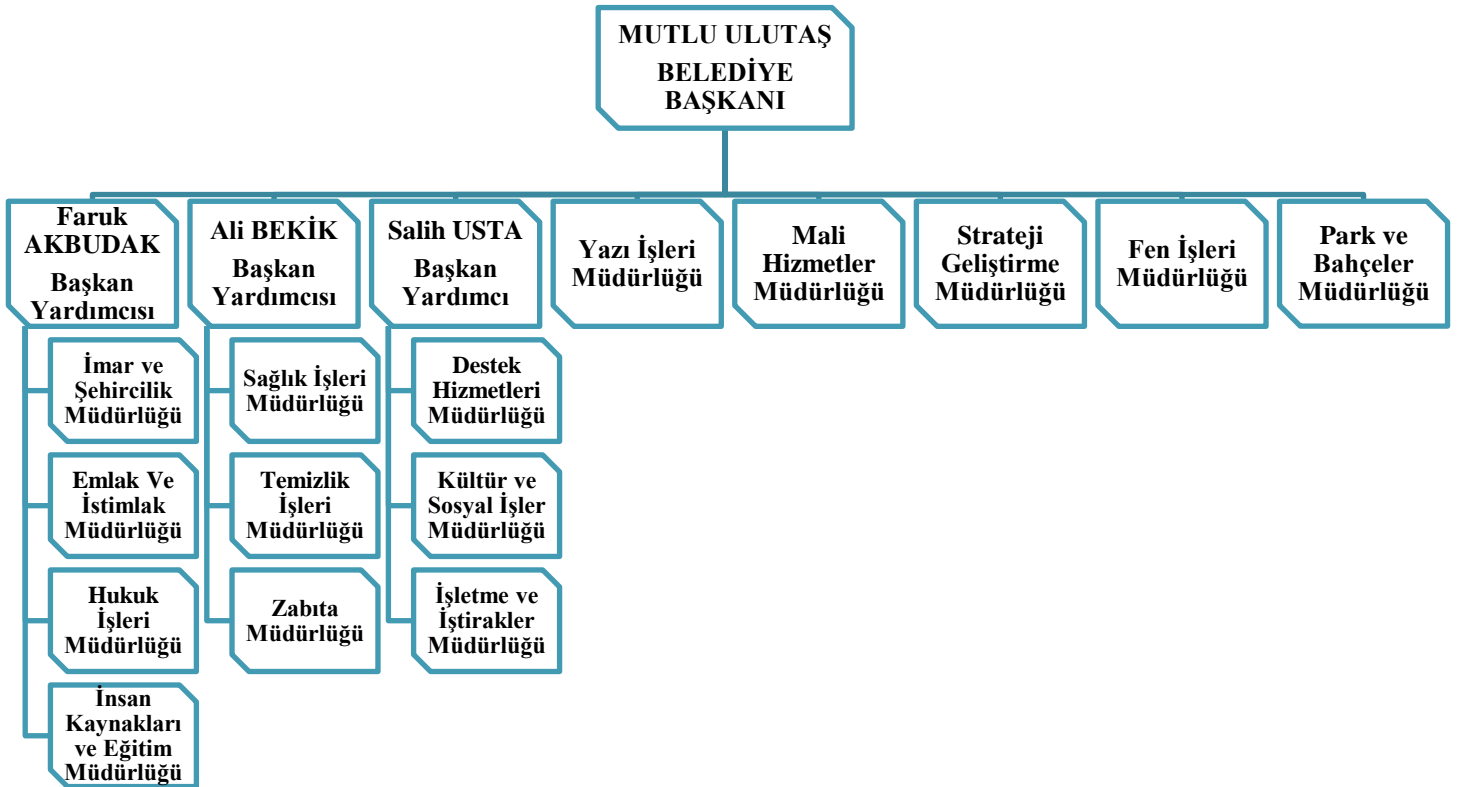 MUTLU ULUTAŞ
BELEDİYE
BAŞKANI
Faruk
AKBUDAK
Başkan
Yardımcısı
Ali BEKİK
Başkan
Yardımcısı
Salih USTA
Başkan
Yardımcı
Yazı İşleri
Müdürlüğü
Mali
Hizmetler
Müdürlüğü
Strateji
Geliştirme
Müdürlüğü
Fen İşleri
Müdürlüğü
Park ve
Bahçeler
Müdürlüğü
İmar ve
Şehircilik
Müdürlüğü
Emlak Ve
İstimlak
Müdürlüğü
Hukuk
İşleri
Müdürlüğü
İnsan
Kaynakları
ve Eğitim
Müdürlüğü
Sağlık İşleri
Müdürlüğü
Temizlik
İşleri
Müdürlüğü
Zabıta
Müdürlüğü
Destek
Hizmetleri
Müdürlüğü
Kültür ve
Sosyal İşler
Müdürlüğü
İşletme ve
İştirakler
Müdürlüğü